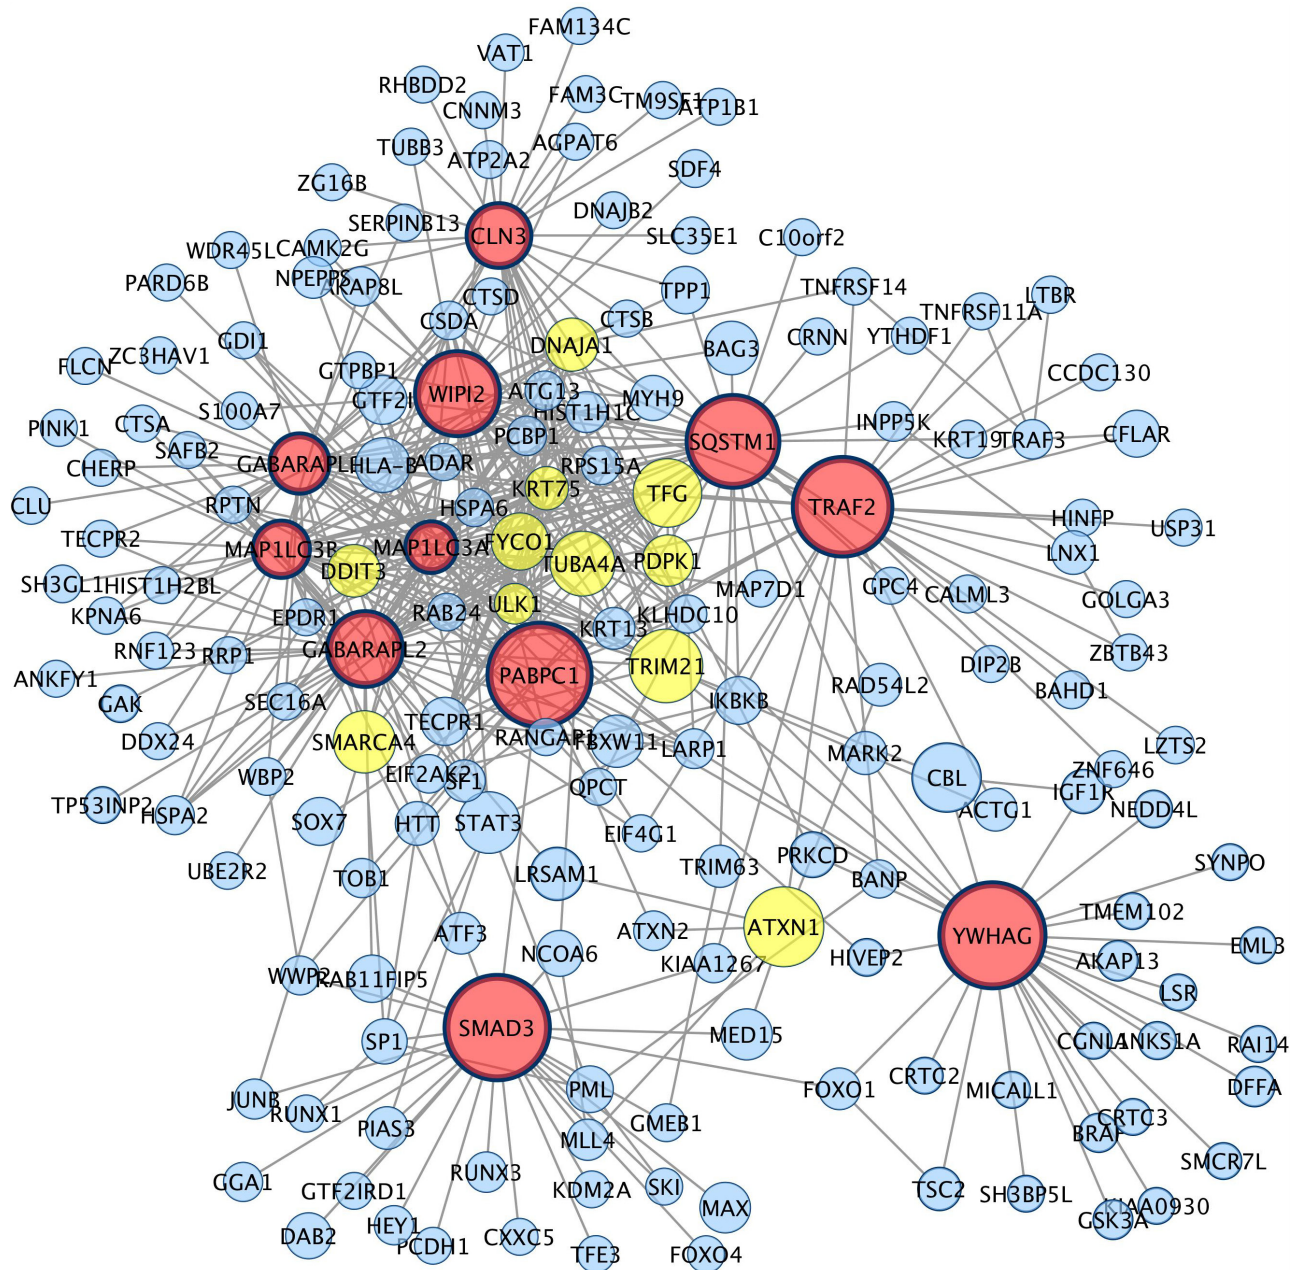 FAM134C
VAT1
RHBDD2
CNNM3
FAM3C
TM9SF1
ATP1B1
TUBB3
ATP2A2
AGPAT6
SDF4
ZG16B
SERPINB13
DNAJB2
CLN3
SLC35E1
C10orf2
WDR45L
CAMK2G
PARD6B
NPEPPS
AKAP8L
CTSD
TPP1
TNFRSF14
LTBR
TNFRSF11A
CSDA
CTSB
CRNN
YTHDF1
GDI1
DNAJA1
BAG3
FLCN
ZC3HAV1
GTPBP1
CCDC130
WIPI2
ATG13
MYH9
GTF2I
HIST1H1C
S100A7
PINK1
CTSA
PCBP1
SQSTM1
INPP5K
KRT19
TRAF3
CFLAR
SAFB2
CHERP
GABARAPL1
HLA-B
ADAR
RPS15A
KRT75
TFG
CLU
RPTN
HSPA6
TRAF2
HINFP
USP31
TECPR2
MAP1LC3B
MAP1LC3A
FYCO1
LNX1
DDIT3
TUBA4A
PDPK1
SH3GL1
HIST1H2BL
MAP7D1
GPC4
CALML3
GOLGA3
KPNA6
EPDR1
RAB24
ULK1
KRT13
KLHDC10
RNF123
RRP1
GABARAPL2
ZBTB43
ANKFY1
PABPC1
TRIM21
DIP2B
GAK
SEC16A
IKBKB
RAD54L2
BAHD1
DDX24
SMARCA4
TECPR1
RANGAP1
FBXW11
LARP1
MARK2
LZTS2
WBP2
EIF2AK2
SF1
QPCT
CBL
ZNF646
IGF1R
TP53INP2
HSPA2
SOX7
HTT
STAT3
EIF4G1
ACTG1
NEDD4L
UBE2R2
TOB1
LRSAM1
TRIM63
PRKCD
BANP
SYNPO
ATF3
ATXN2
ATXN1
TMEM102
NCOA6
KIAA1267
HIVEP2
YWHAG
EML3
WWP2
RAB11FIP5
AKAP13
LSR
SMAD3
SP1
MED15
CGNL1
ANKS1A
RAI14
JUNB
RUNX1
PML
FOXO1
CRTC2
MICALL1
DFFA
PIAS3
MLL4
GMEB1
CRTC3
BRAF
GGA1
GTF2IRD1
RUNX3
KDM2A
SKI
TSC2
SH3BP5L
SMCR7L
DAB2
HEY1
PCDH1
CXXC5
TFE3
MAX
FOXO4
KIAA0930
GSK3A